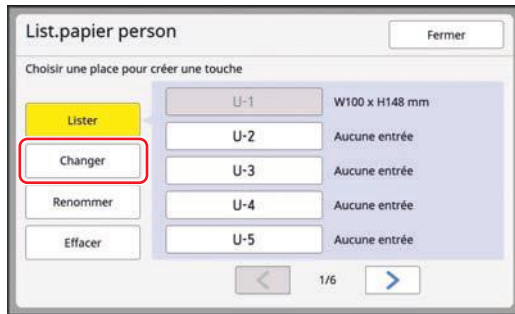 List.papier person
Fermer
Choisir une place pour créer une touche
Lister
U-1 W100 x H148 mm
U-2 Aucune entrée
Changer
U-3 Aucune entrée
Renommer
U-4 Aucune entrée
Effacer
U-5 Aucune entrée
1/6